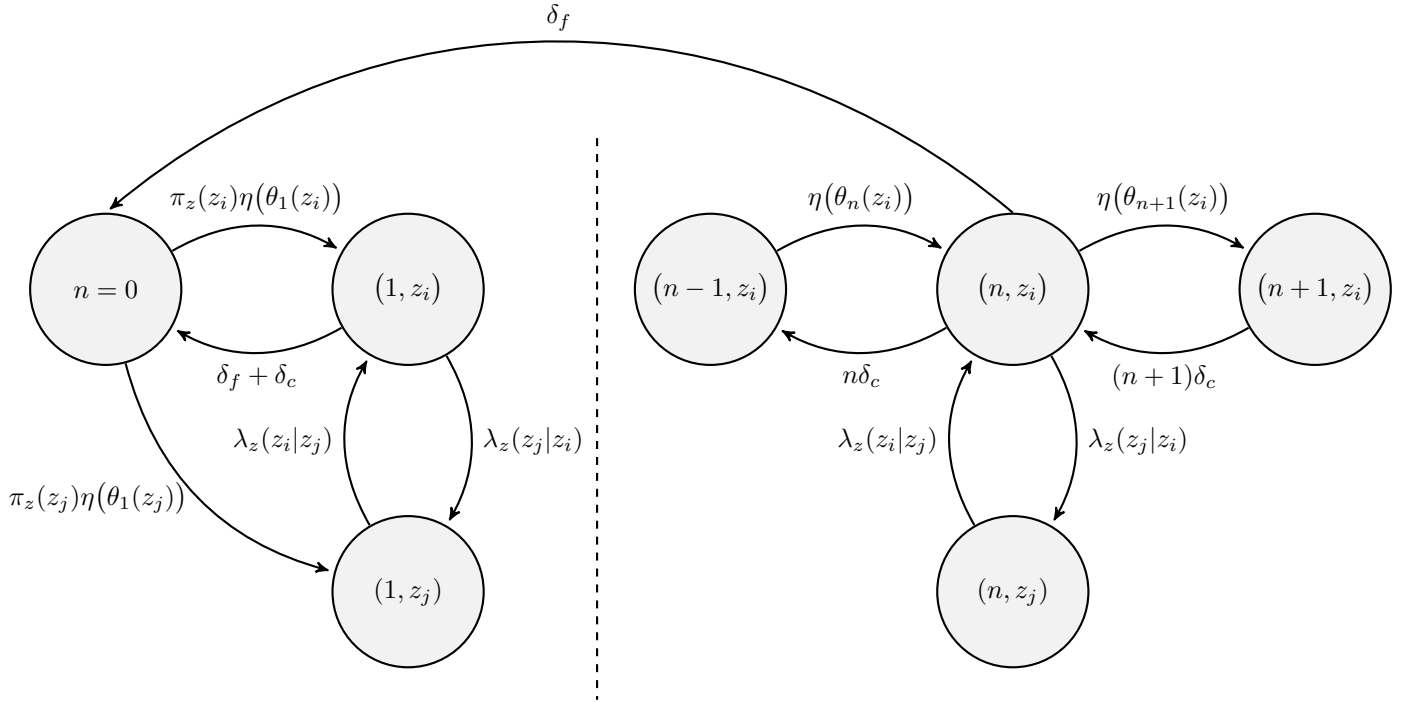 δ_f
π_z(z_i)η(θ_1(z_i))
η(θ_n(z_i))
η(θ_{n+1}(z_i))
n = 0
(1, z_i)
(n − 1, z_i)
(n, z_i)
(n + 1, z_i)
δ_f + δ_c
nδ_c
(n + 1)δ_c
λ_z(z_i|z_j)
λ_z(z_j|z_i)
λ_z(z_i|z_j)
λ_z(z_j|z_i)
π_z(z_j)η(θ_1(z_j))
(1, z_j)
(n, z_j)